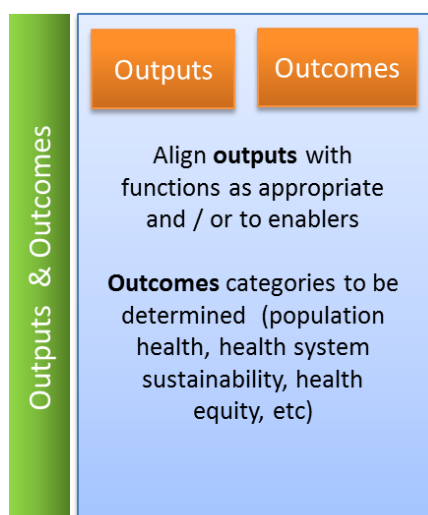 Outputs & Outcomes
Outputs
Outcomes
Align outputs with
functions as appropriate
and / or to enablers
Outcomes categories to be
determined (population
health, health system
sustainability, health
equity, etc)